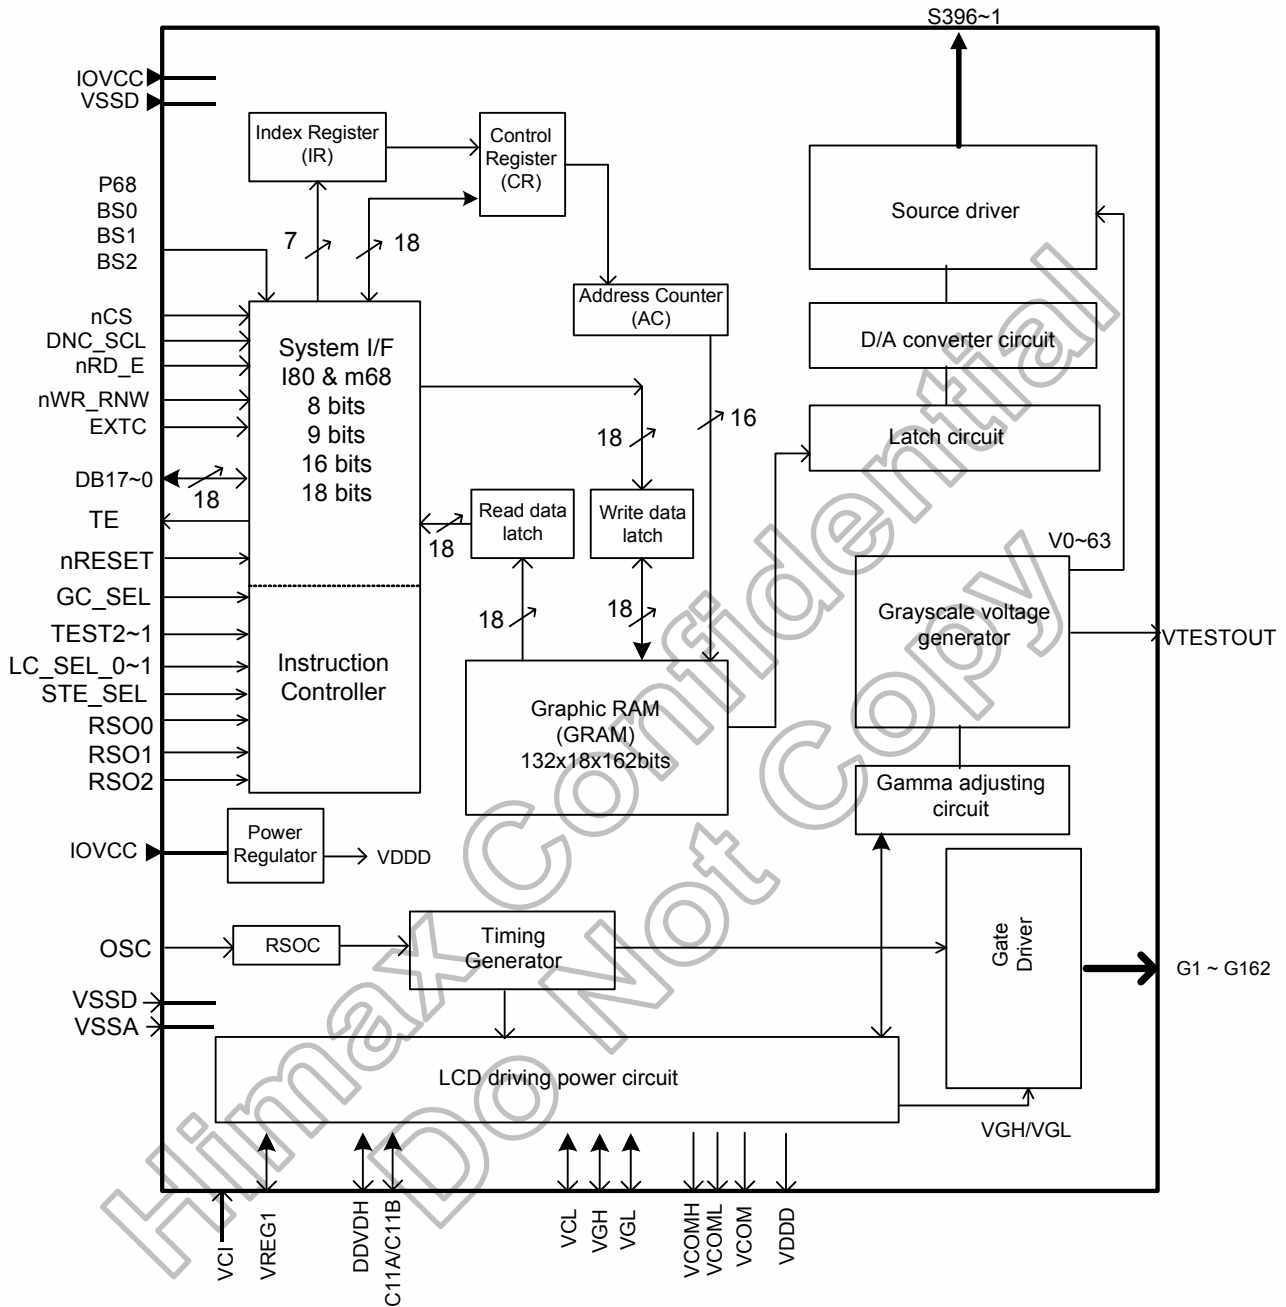 S396~1
IOVCC
VSSD
Index Register
(IR)
Control
Register
(CR)
P68
BS0
BS1
BS2
7
18
Source driver
Address Counter
(AC)
nCS
DNC_SCL
nRD_E
nWR_RNW
EXTC
DB17~0
18
TE
nRESET
GC_SEL
TEST2~1
LC_SEL_0~1
STE_SEL
RSO0
RSO1
RSO2
System I/F
I80 & m68
8 bits
9 bits
16 bits
18 bits
Instruction
Controller
D/A converter circuit
Latch circuit
18
16
Read data
latch
Write data
latch
18
18
18
V0~63
Grayscale voltage
generator
VTESTOUT
Graphic RAM
(GRAM)
132x18x162bits
Gamma adjusting
circuit
IOVCC
Power
Regulator
VDDD
OSC
RSOC
Timing
Generator
Gate
Driver
G1 ~ G162
VSSD
VSSA
LCD driving power circuit
VGH/VGL
VCI
VREG1
DDVDH
C11A/C11B
VCL
VGH
VGL
VCOMH
VCOML
VCOM
VDDD
Himax Confidential
Do Not Copy